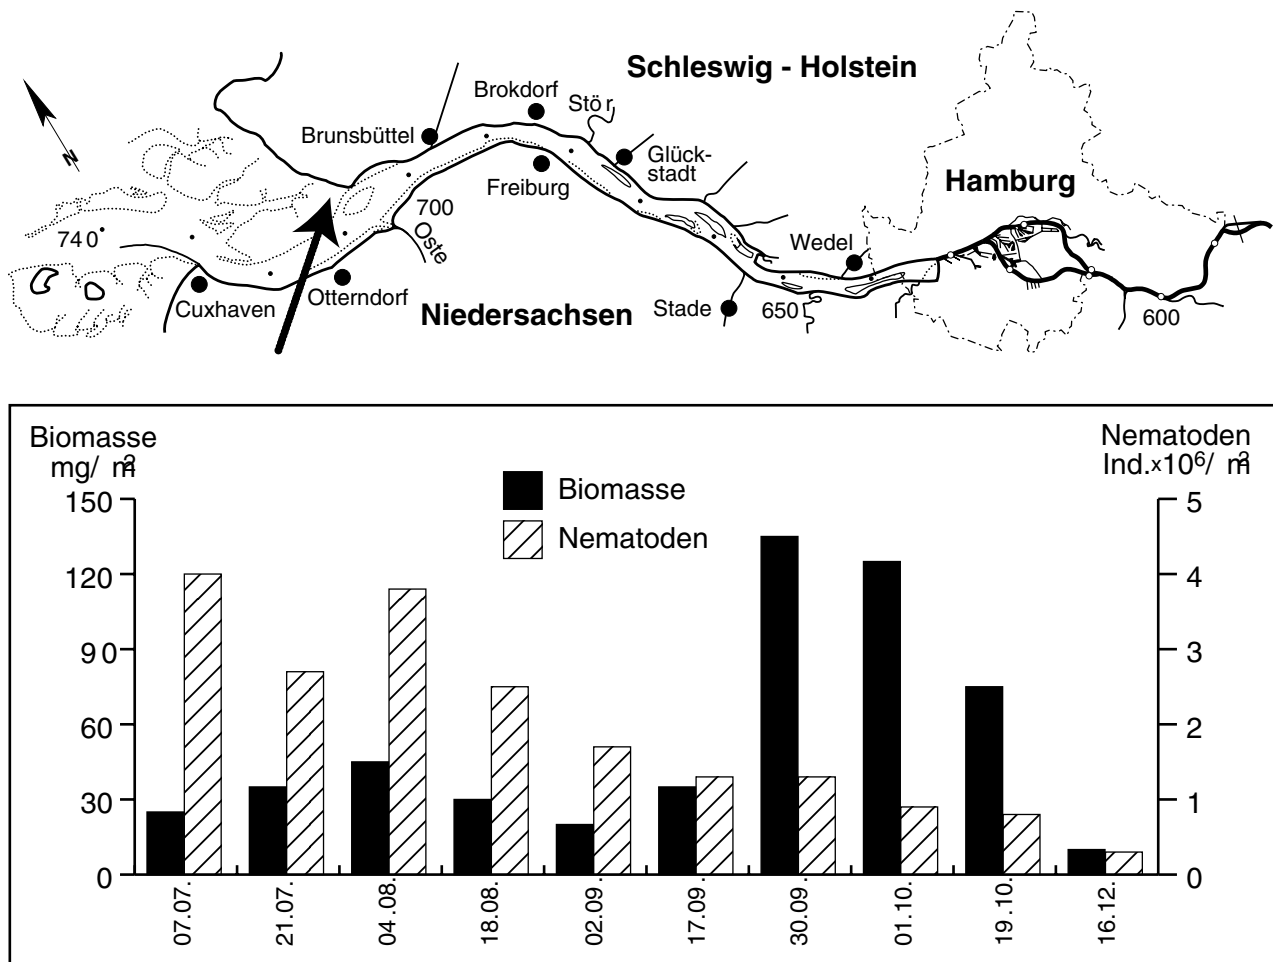 Schleswig - Holstein
Brokdorf
Stör
Brunsbüttel
Glück-
stadt
N
Freiburg
Hamburg
700
Oste
740
Wedel
Otterndorf
Cuxhaven
Niedersachsen
Stade
650
600
Biomasse
mg/ m2
Nematoden
Ind.x106/ m2
Biomasse
Nematoden
150
120
90
60
30
0
5
4
3
2
1
0
07.07.
21.07.
04.08.
18.08.
02.09.
17.09.
30.09.
01.10.
19.10.
16.12.